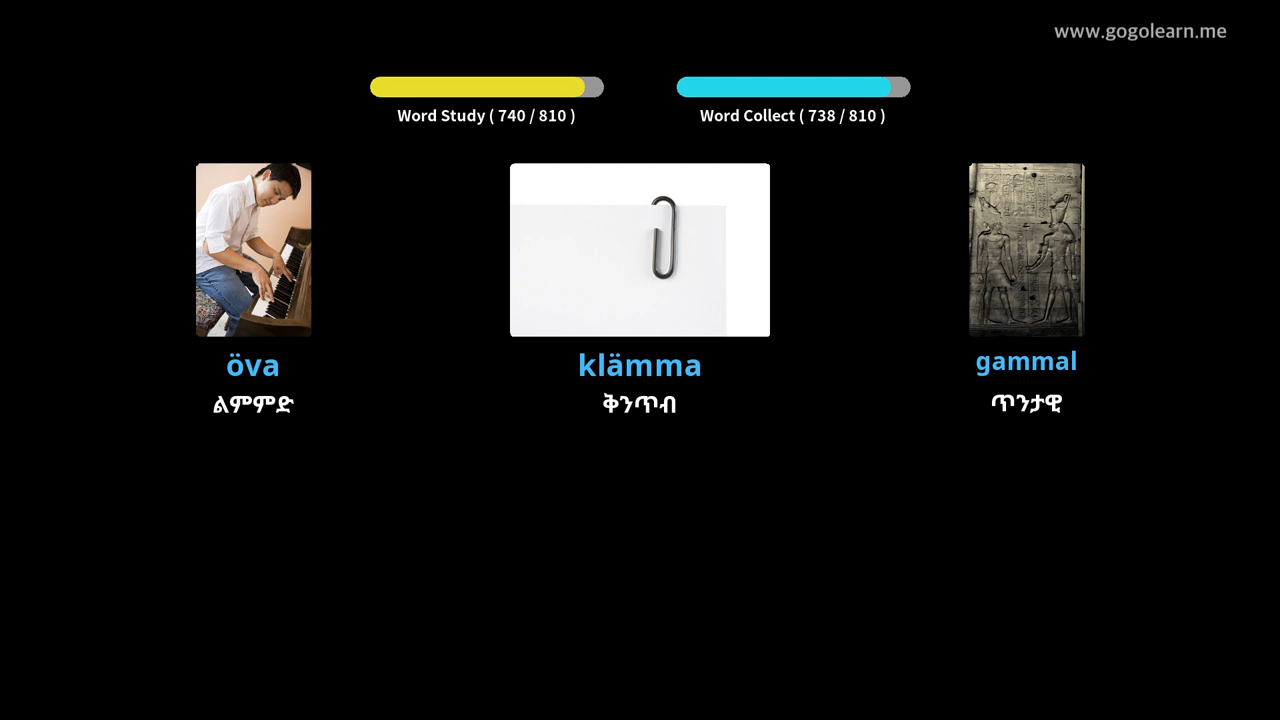 www.gogolearn.me
Word Study ( 740 / 810 )
Word Collect ( 738 / 810 )
öva
klämma
gammal
ልምምድ
ቅንጥብ
ጥንታዊ